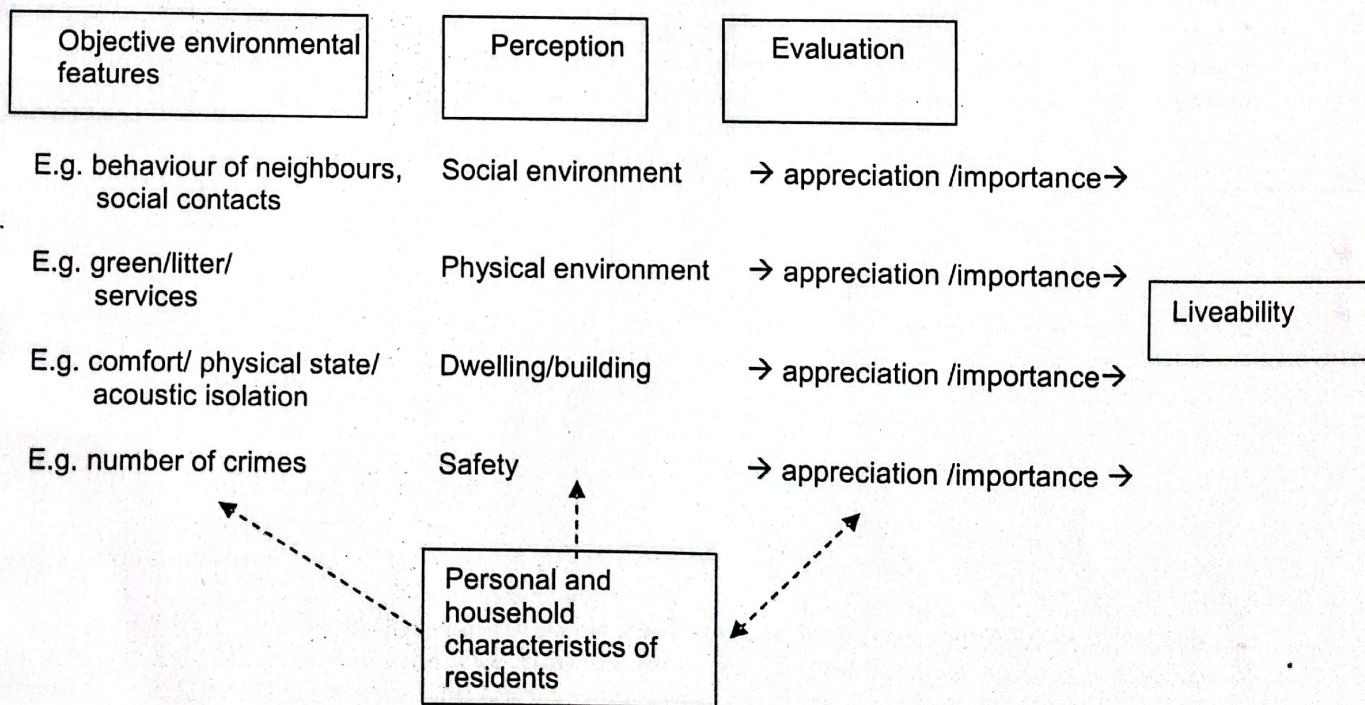 Objective environmental
features
Perception
Evaluation
E.g. behaviour of neighbours,
social contacts
Social environment
→ appreciation /importance→
E.g. green/litter/
services
Physical environment
→ appreciation /importance→
Liveability
E.g. comfort/ physical state/
acoustic isolation
Dwelling/building
→ appreciation /importance→
E.g. number of crimes
Safety
→ appreciation /importance →
Personal and
household
characteristics of
residents